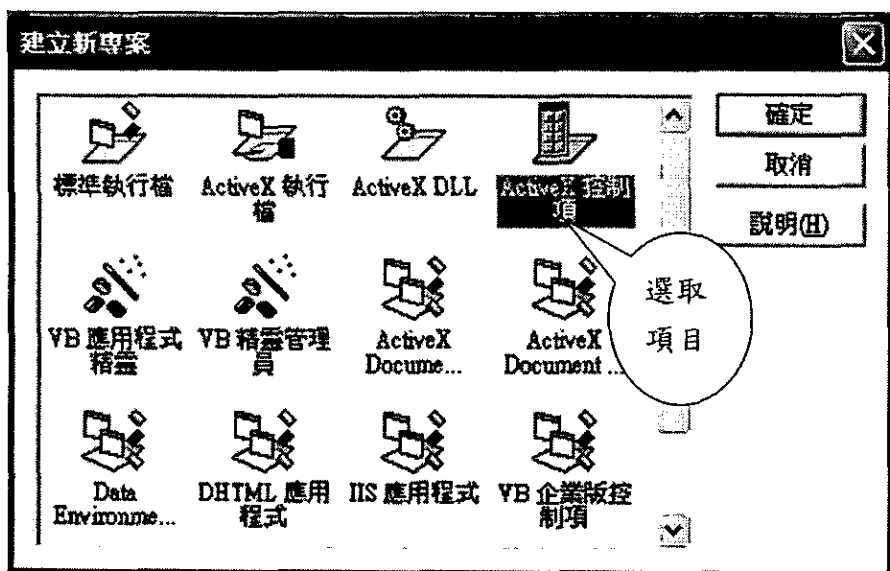 建立新專案
標準執行檔
ActiveX 執行
檔
ActiveX DLL
ActiveX 控制
項
確定
取消
說明(H)
選取
項目
VB 應用程式
精靈
VB 精靈管理
員
ActiveX
Docume...
ActiveX
Document ...
Data
Environme...
DHTML 應用
程式
IIS 應用程式
VB 企業版控
制項